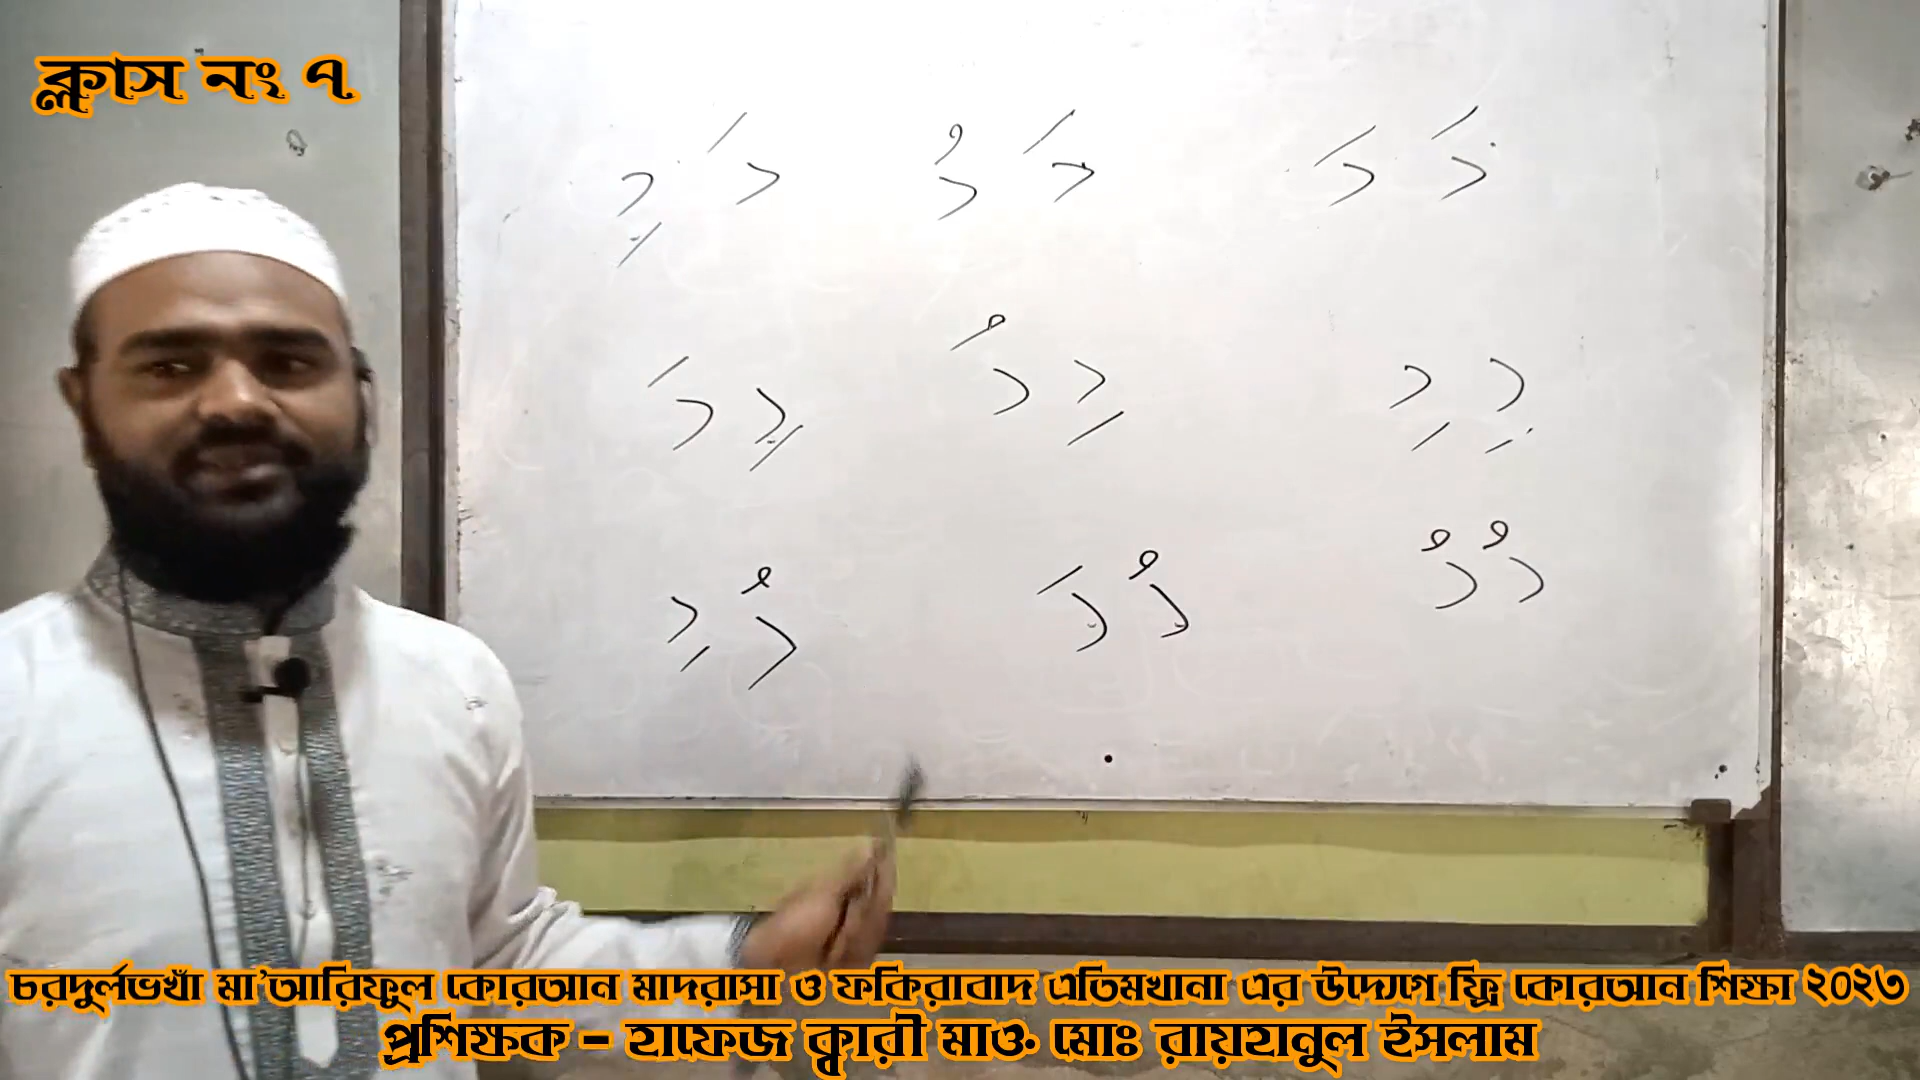 ক্লাস নং ৭
دَ دَ دَ دُ دَ دِ
دِ دِ دِ دُ دِ دَ
دُ دُ دُ دَ دُ دِ
চরদুর্লভখাঁ মা'আরিফুল কোরআন মাদরাসা ও ফকিরাবাদ এতিমখানা এর উদ্যেগে ফ্রি কোরআন শিক্ষা ২০২৩
প্রশিক্ষক - হাফেজ ক্বারী মাওঃ মোঃ রায়হানুল ইসলাম